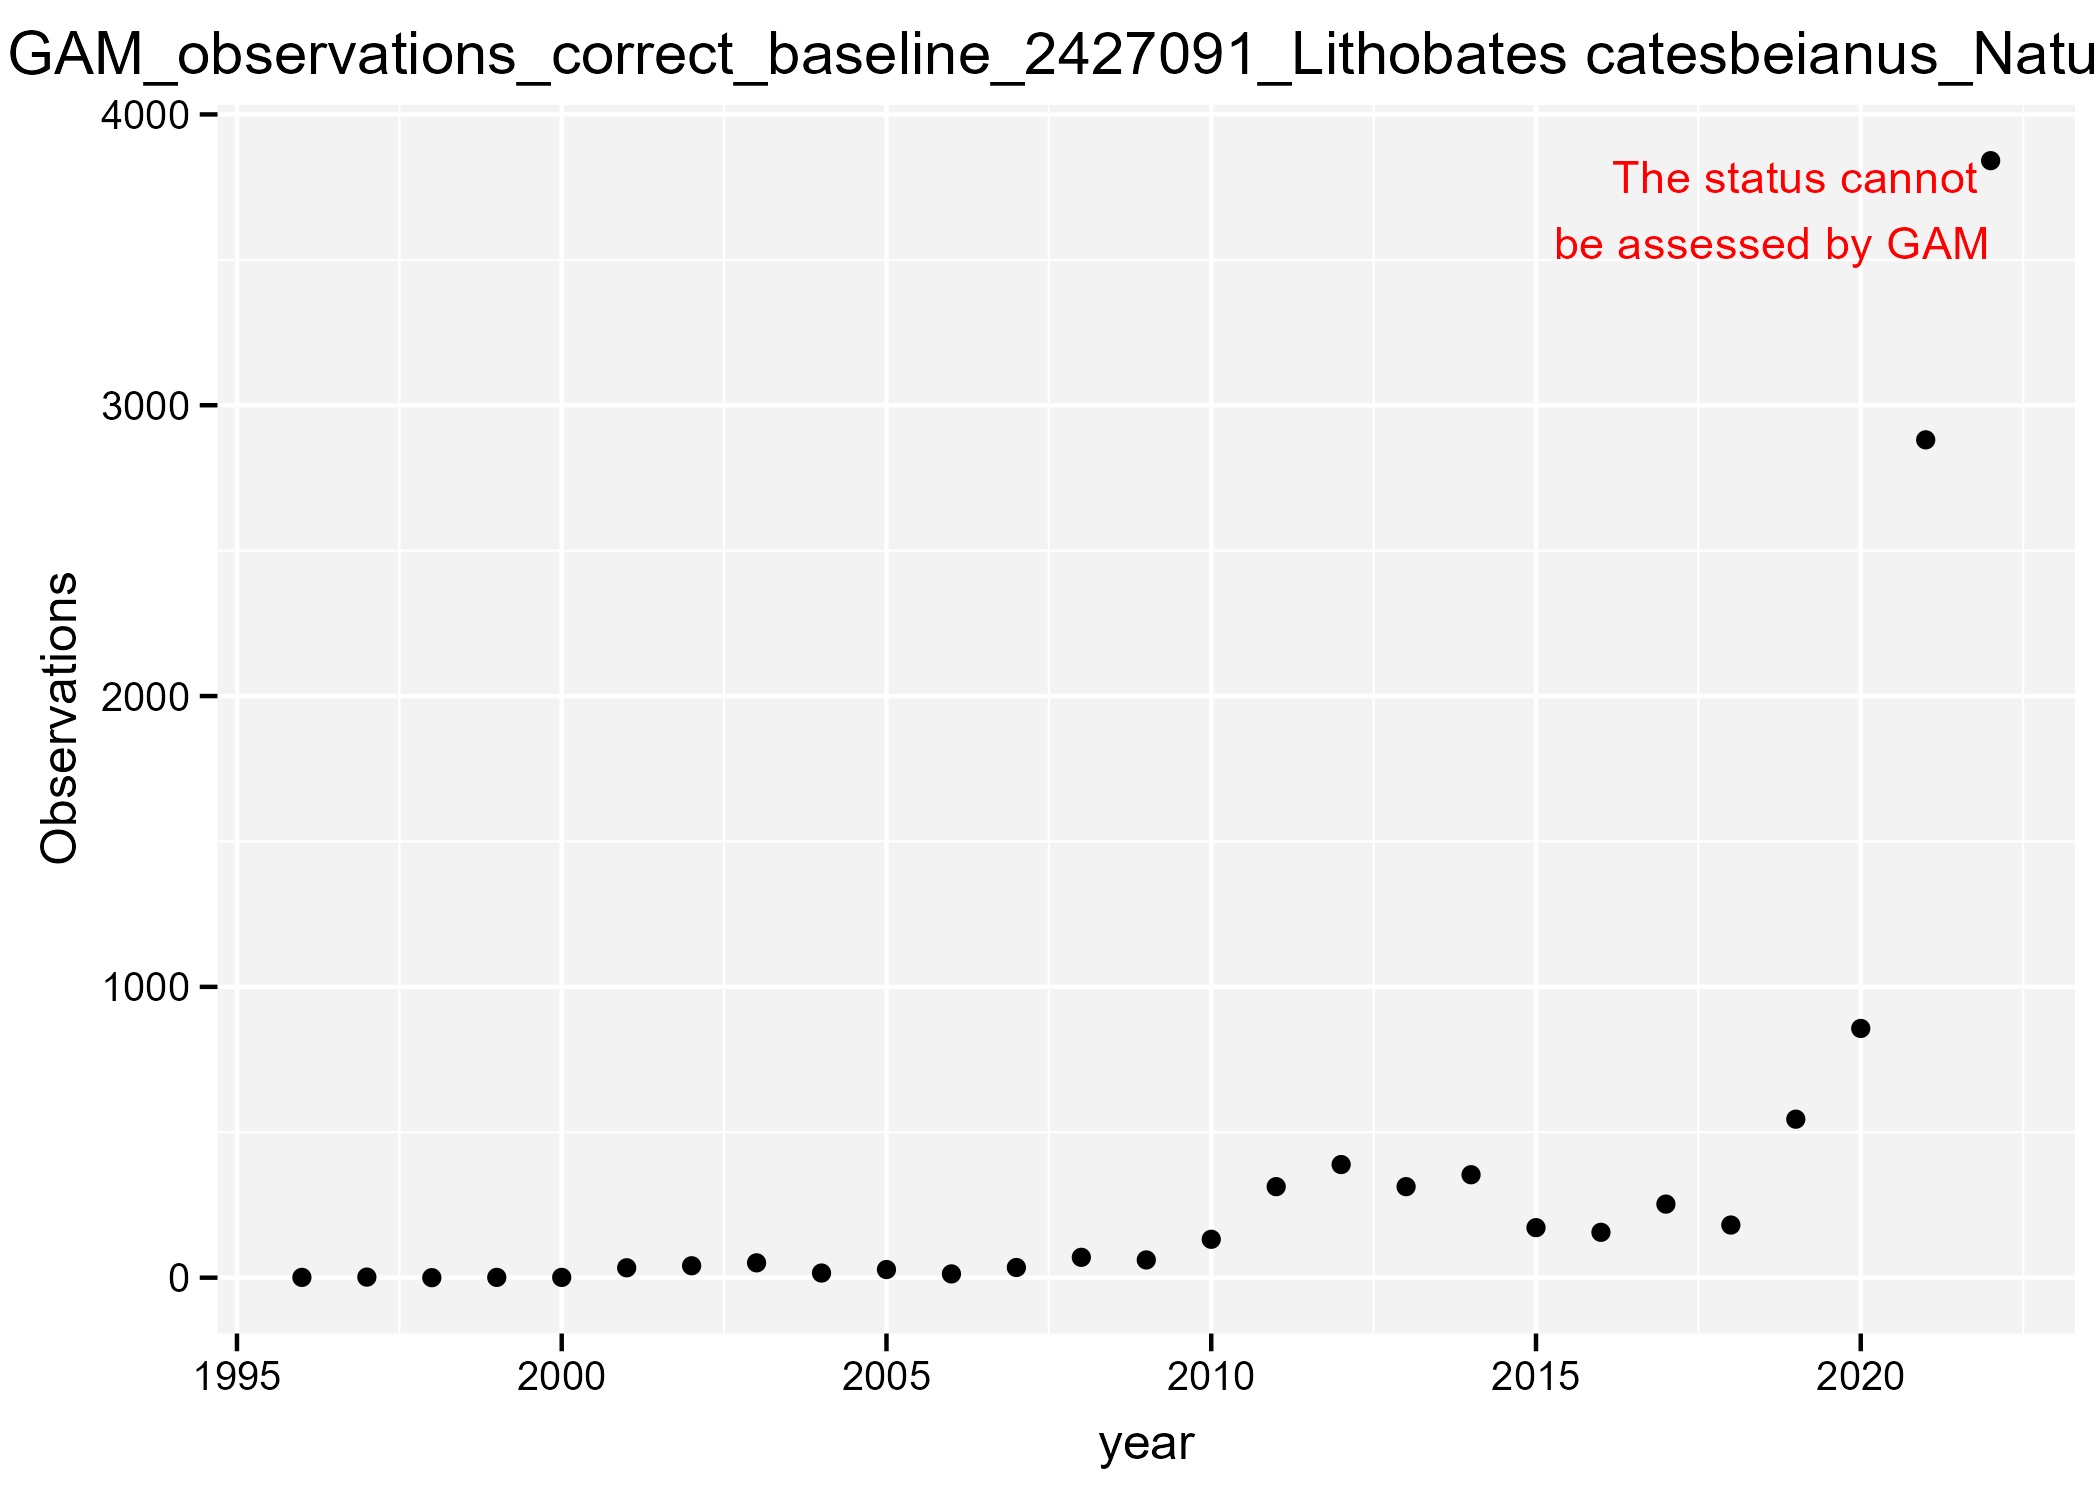 GAM_observations_correct_baseline_2427091_Lithobates catesbeianus_Natu
4000
The status cannot
be assessed by GAM
3000
2000
1000
0
Observations
1995 2000 2005 2010 2015 2020
year